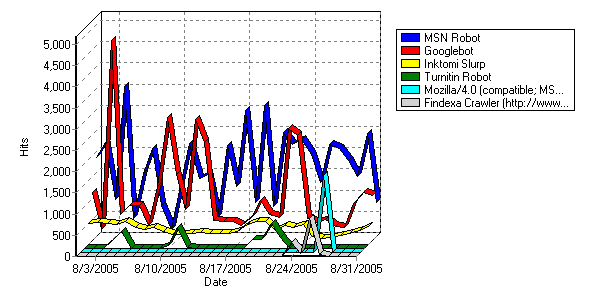 5,000
4,500
4,000
3,500
3,000
2,500
2,000
1,500
1,000
500
0
Hits
8/3/2005 8/10/2005 8/17/2005 8/24/2005 8/31/2005
Date
MSN Robot
Googlebot
Inktomi Slurp
Turnitin Robot
Mozilla/4.0 (compatible; MS...
Findexa Crawler (http://www...